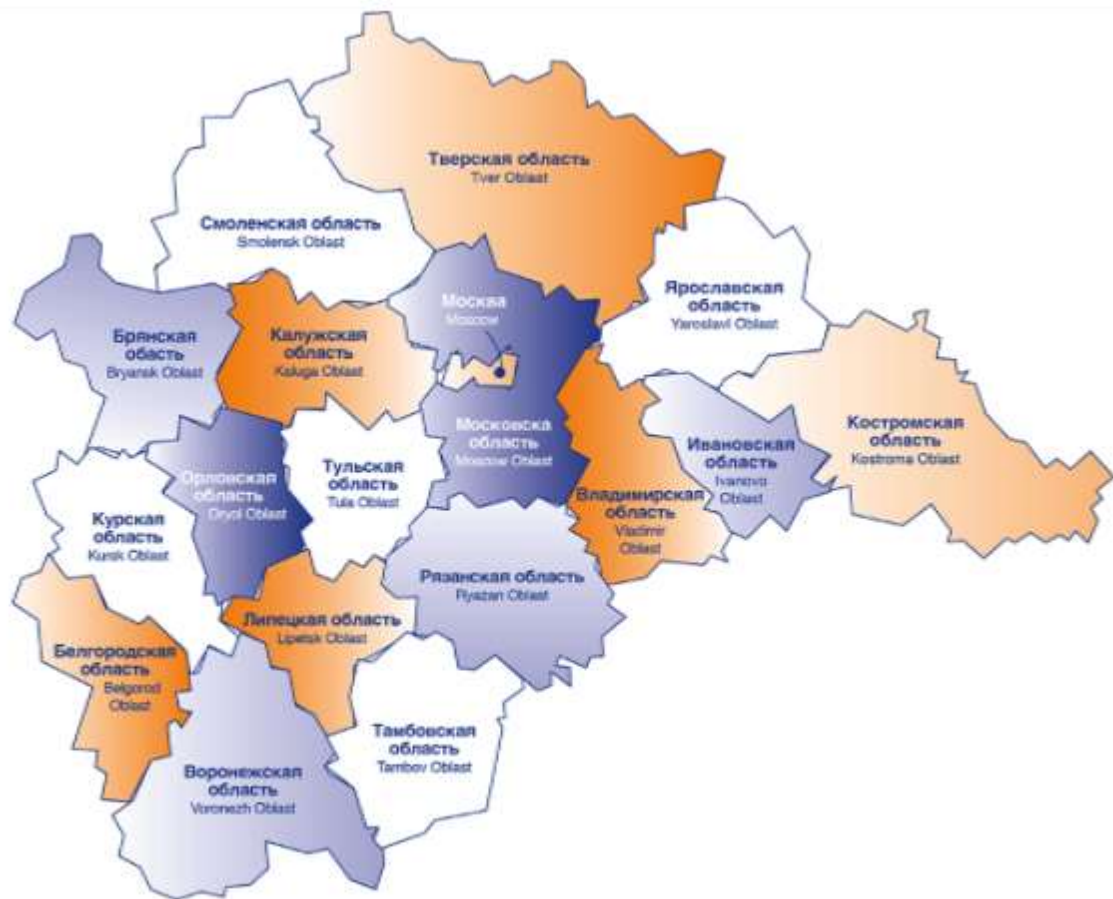 Тверская область
Tver Oblast
Смоленская область
Smolensk Oblast
Москва
Moscow
Ярославская
область
Yaroslavl Oblast
Брянская
обасть
Bryansk Oblast
Калужская
область
Kaluga Oblast
Московска
область
Moscow Oblast
Ивановская
область
Ivanovo
Oblast
Костромская
область
Kostroma Oblast
Орловская
область
Oryol Oblast
Тульская
область
Tula Oblast
Владимирская
область
Vladimir
Oblast
Курская
область
Kursk Oblast
Рязанская область
Ryazan Oblast
Липецкая область
Lipetsk Oblast
Белгородская
область
Belgorod
Oblast
Тамбовская
область
Tambov Oblast
Воронежская
область
Voronezh Oblast